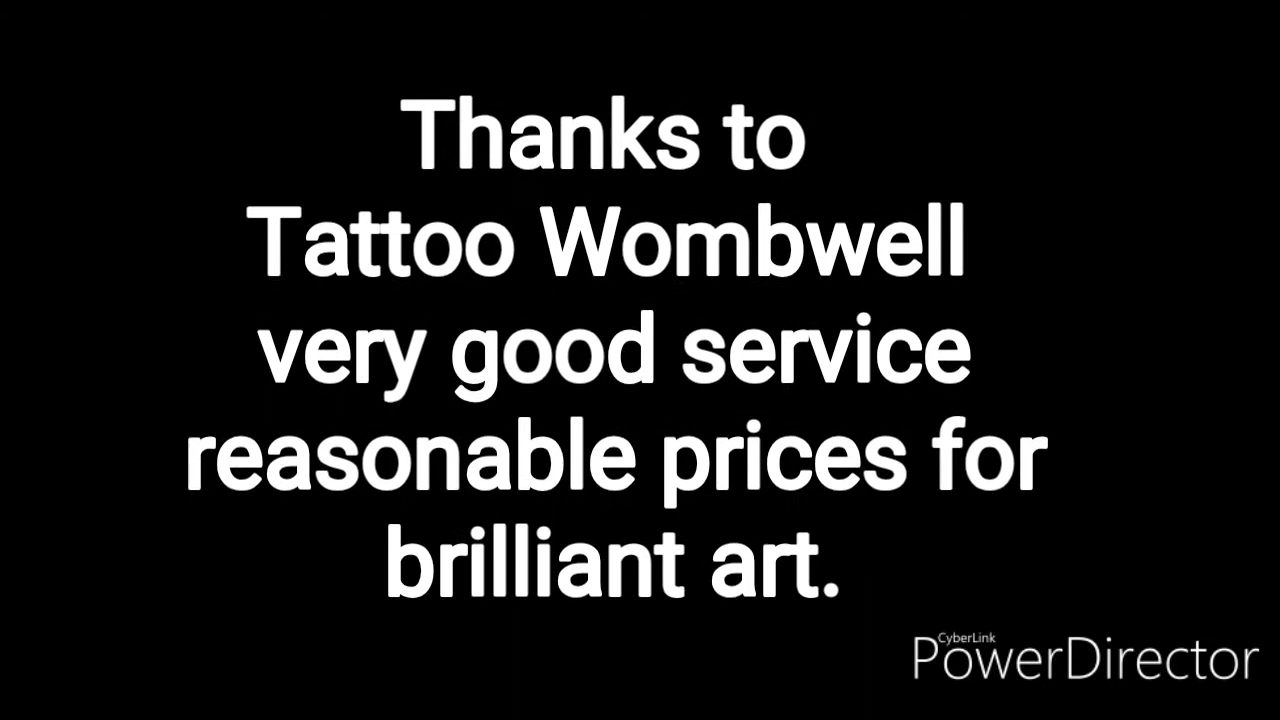 Thanks to
Tattoo Wombwell
very good service
reasonable prices for
brilliant art.
CyberLink
PowerDirector